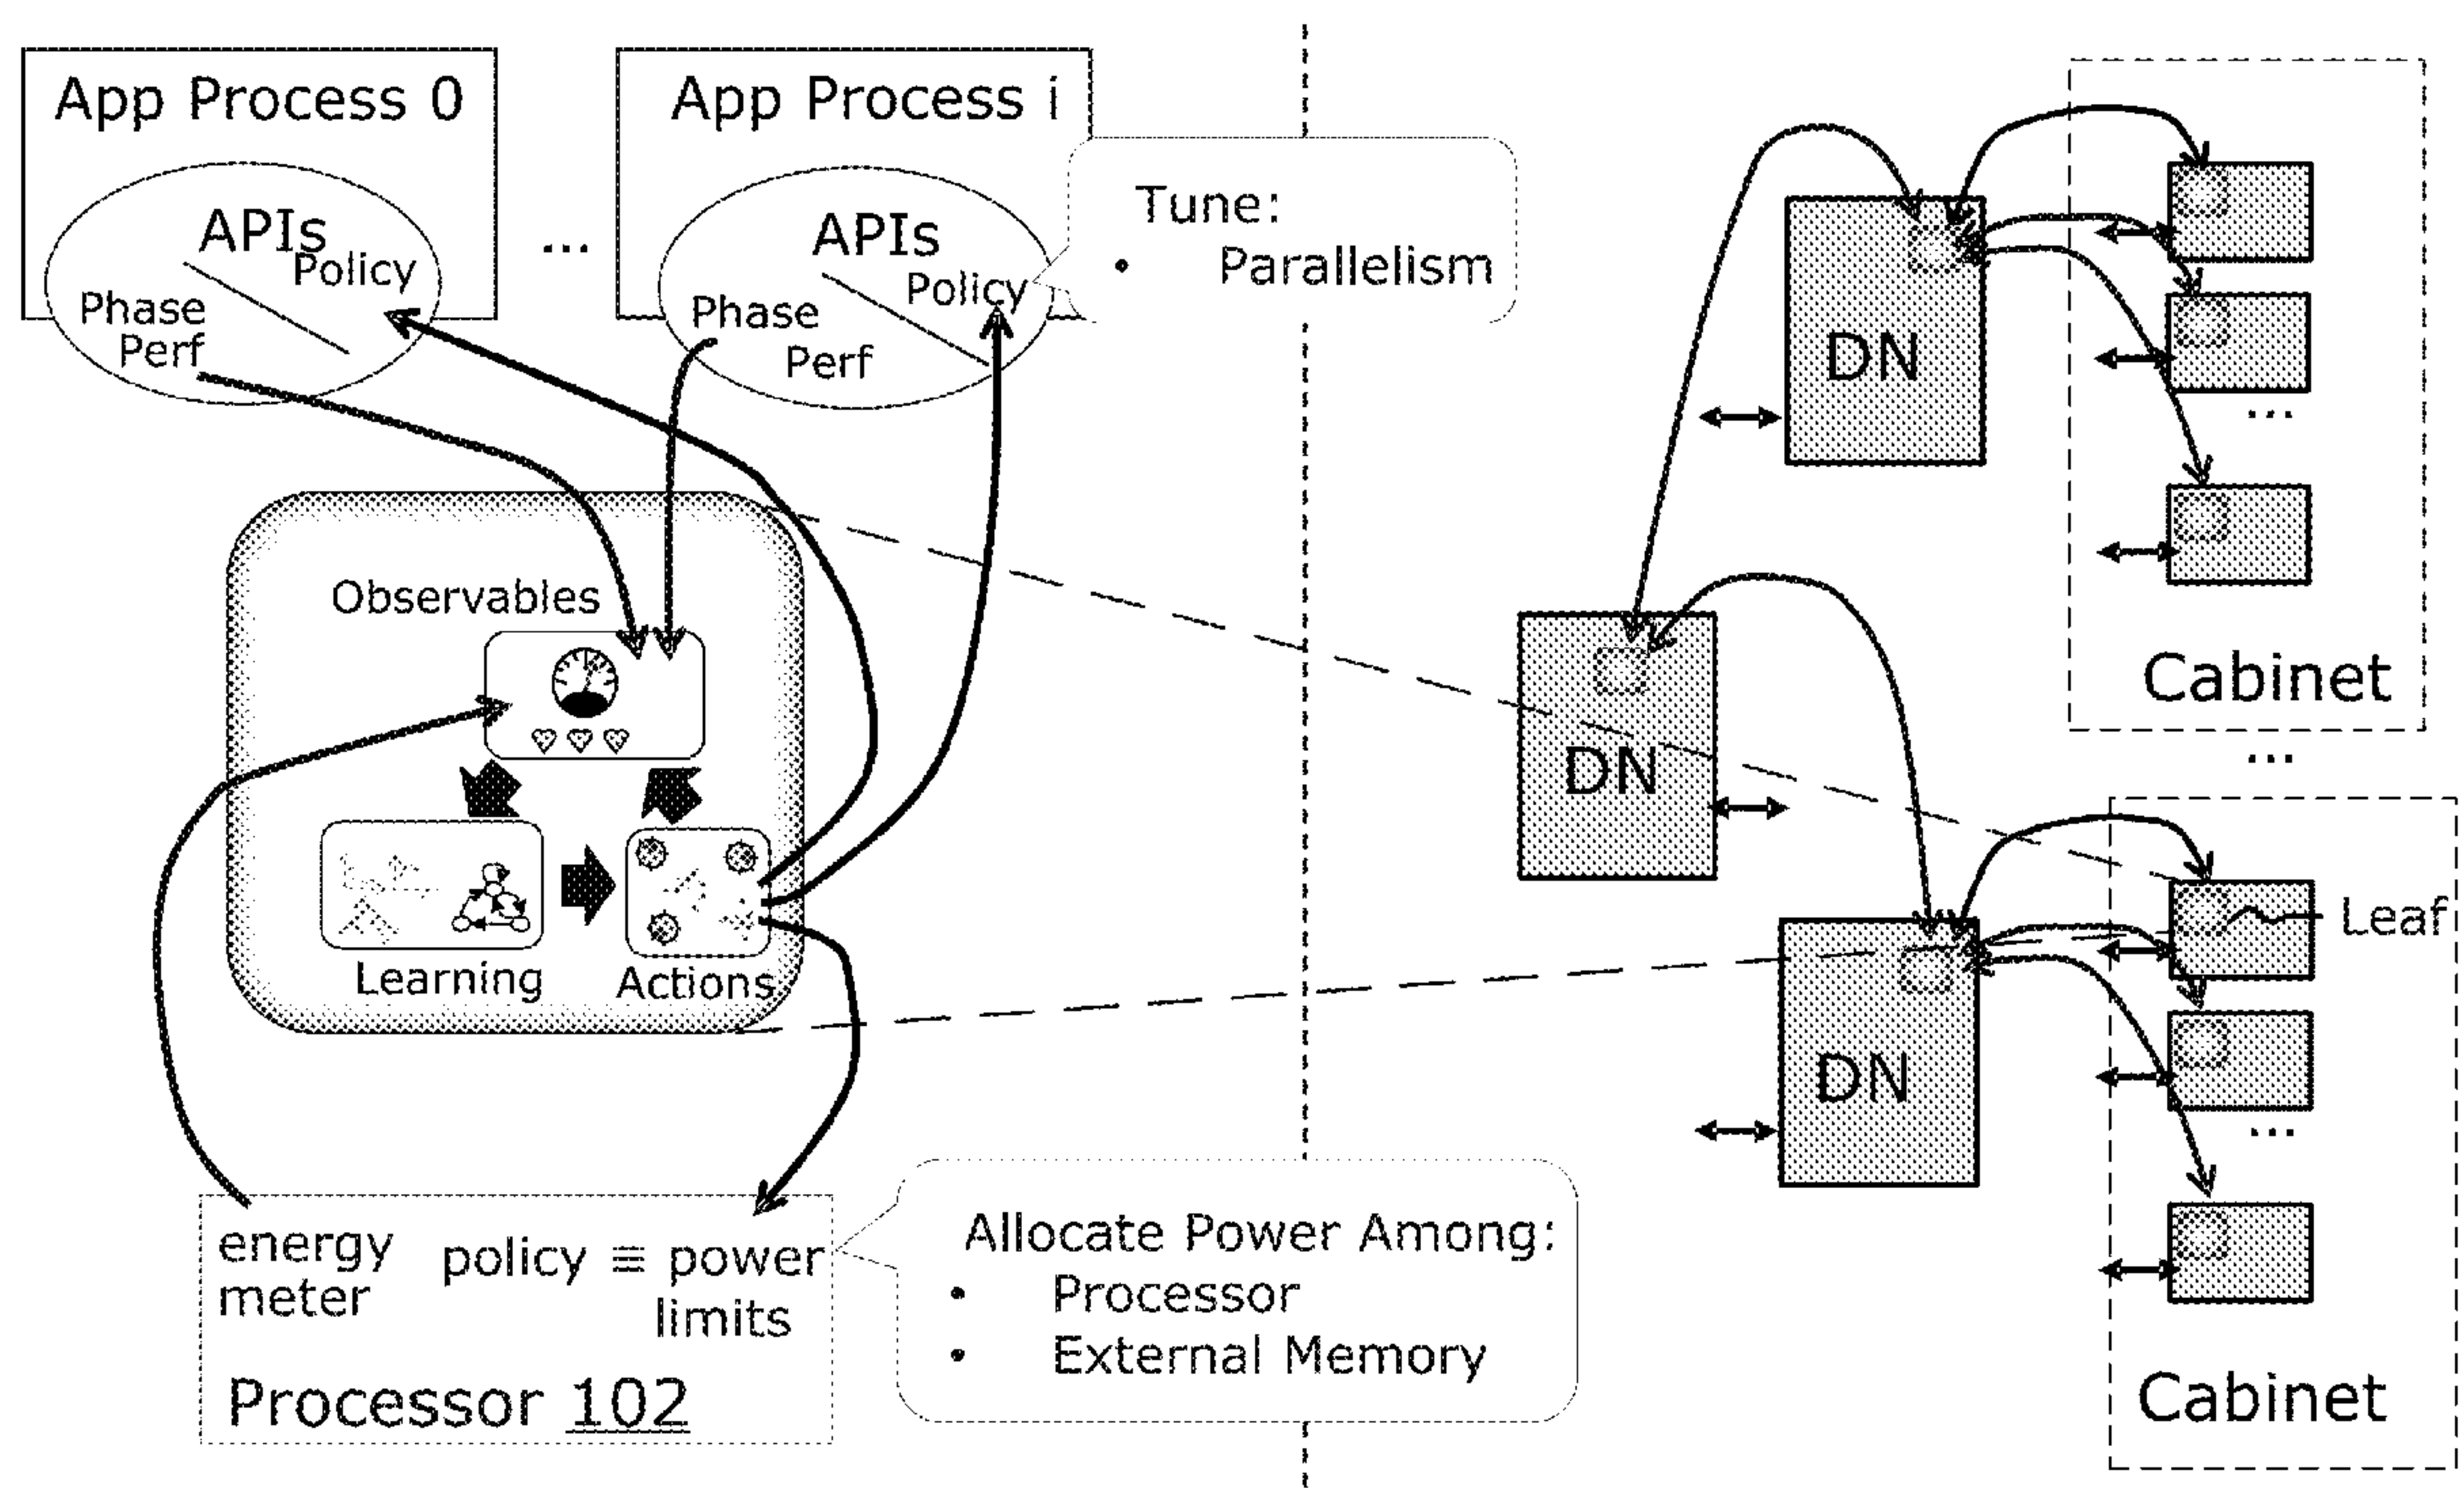 App Process 0
APIs
Policy
Phase
Perf
...
App Process i
APIs
Policy
Phase
Perf
Tune:
• Parallelism
Observables
Learning
Actions
energy
meter
policy ≡ power
limits
Processor 102
Allocate Power Among:
• Processor
• External Memory
DN
DN
DN
...
Cabinet
...
Leaf
...
Cabinet